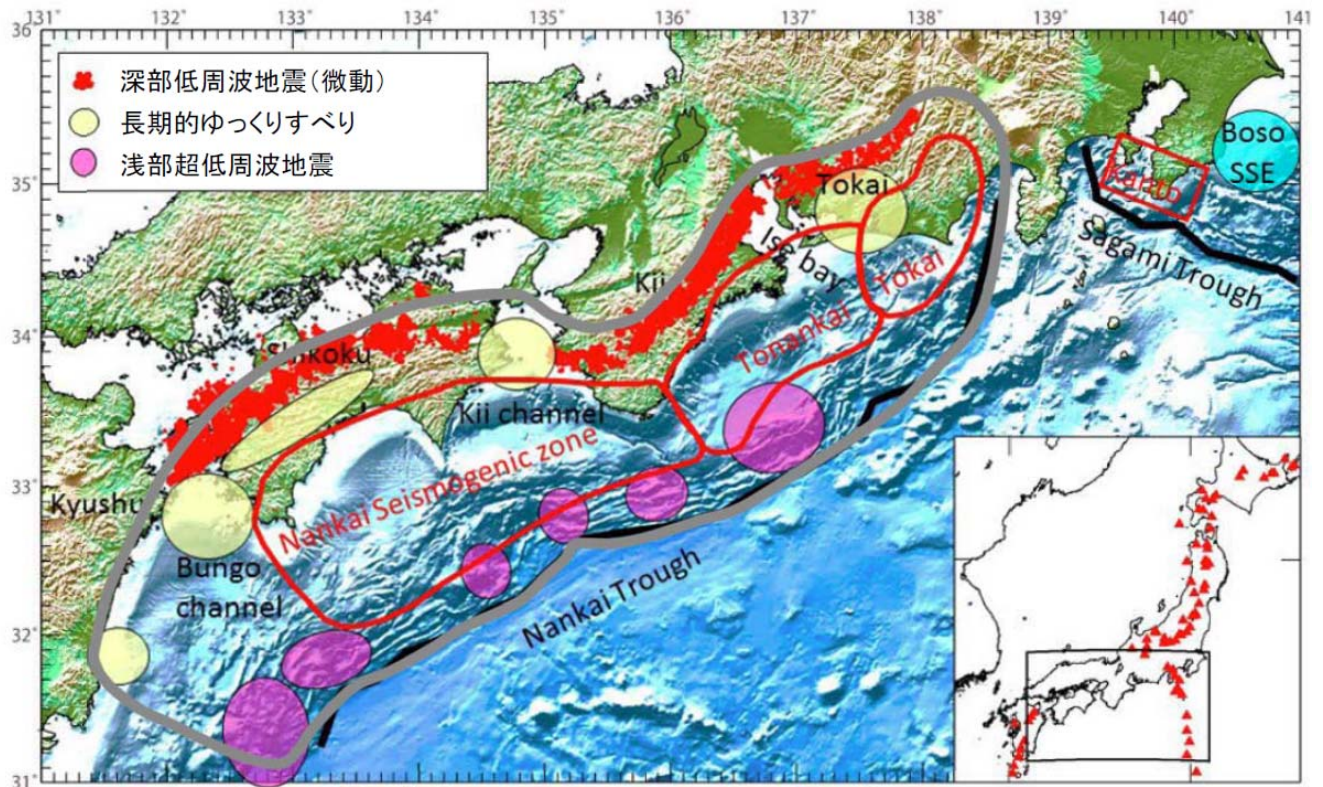 131° 132° 133° 134° 135° 136° 137° 138° 139° 140° 141
36°
35°
34°
33°
32°
31°
深部低周波地震(微動)
長期的ゆっくりすべり
浅部超低周波地震
Boso
SSE
Kanto
Sagami Trough
Tokai
Ise bay
Tokai
Kii
Tonankai
Shikoku
Kii channel
Nankai Seismogenic zone
Kyushu
Bungo
channel
Nankai Trough